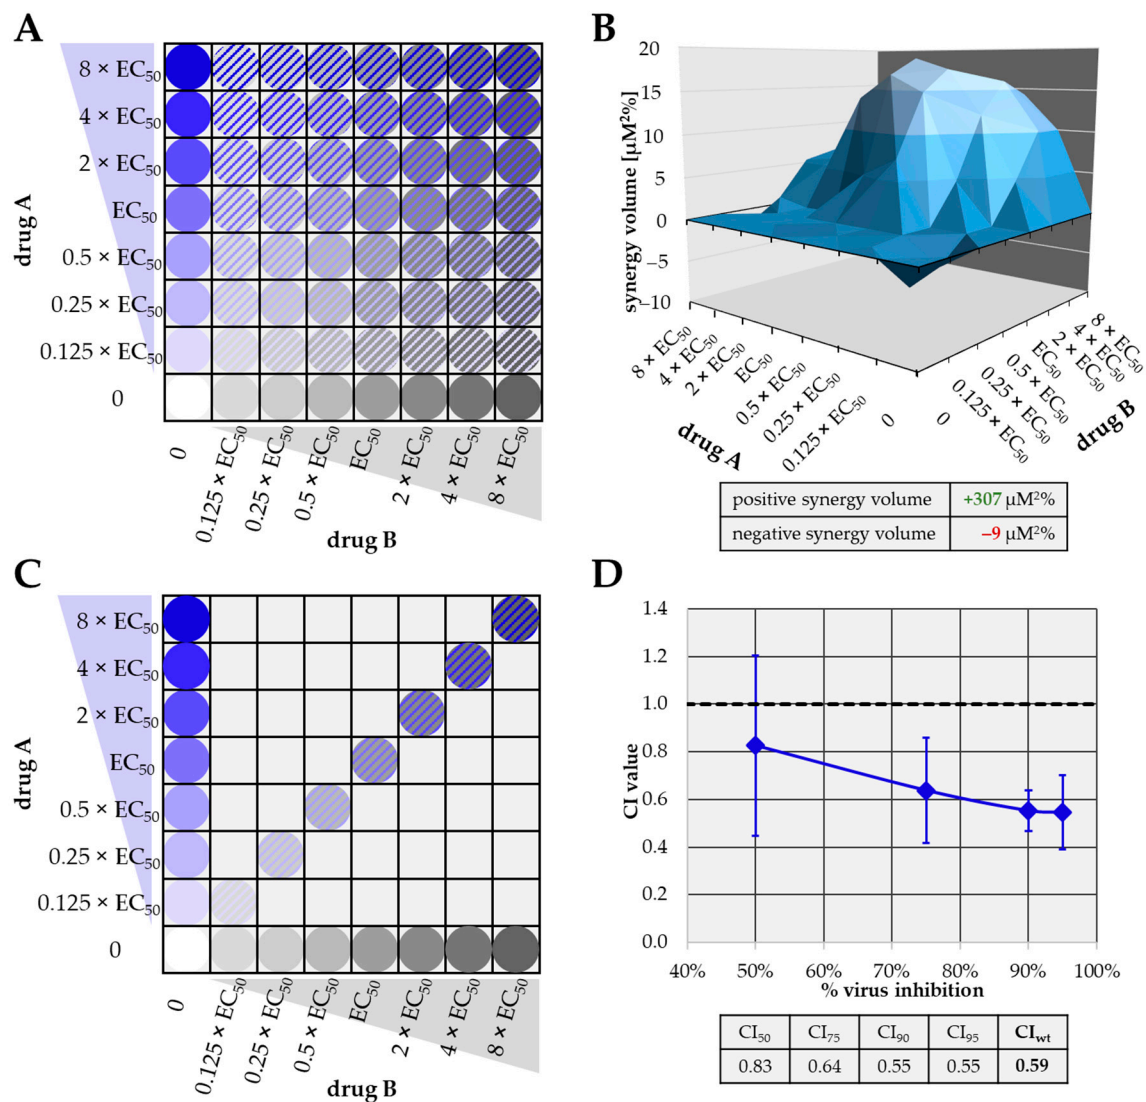 A
8 × EC₅₀
4 × EC₅₀
2 × EC₅₀
EC₅₀
0.5 × EC₅₀
0.25 × EC₅₀
0.125 × EC₅₀
0
drug A
0
0.125 × EC₅₀
0.25 × EC₅₀
0.5 × EC₅₀
EC₅₀
2 × EC₅₀
4 × EC₅₀
8 × EC₅₀
drug B
B
20
15
10
5
0
−5
−10
synergy volume [µM²%]
8 × EC₅₀
4 × EC₅₀
2 × EC₅₀
EC₅₀
0.5 × EC₅₀
0.25 × EC₅₀
0.125 × EC₅₀
0
drug A
0
0.125 × EC₅₀
0.25 × EC₅₀
0.5 × EC₅₀
EC₅₀
2 × EC₅₀
4 × EC₅₀
8 × EC₅₀
drug B
positive synergy volume +307 µM²%
negative synergy volume −9 µM²%
C
8 × EC₅₀
4 × EC₅₀
2 × EC₅₀
EC₅₀
0.5 × EC₅₀
0.25 × EC₅₀
0.125 × EC₅₀
0
drug A
0
0.125 × EC₅₀
0.25 × EC₅₀
0.5 × EC₅₀
EC₅₀
2 × EC₅₀
4 × EC₅₀
8 × EC₅₀
drug B
D
1.4
1.2
1.0
0.8
0.6
0.4
0.2
0.0
CI value
40% 50% 60% 70% 80% 90% 100%
% virus inhibition
CI₅₀ CI₇₅ CI₉₀ CI₉₅ CI_wt
0.83 0.64 0.55 0.55 0.59